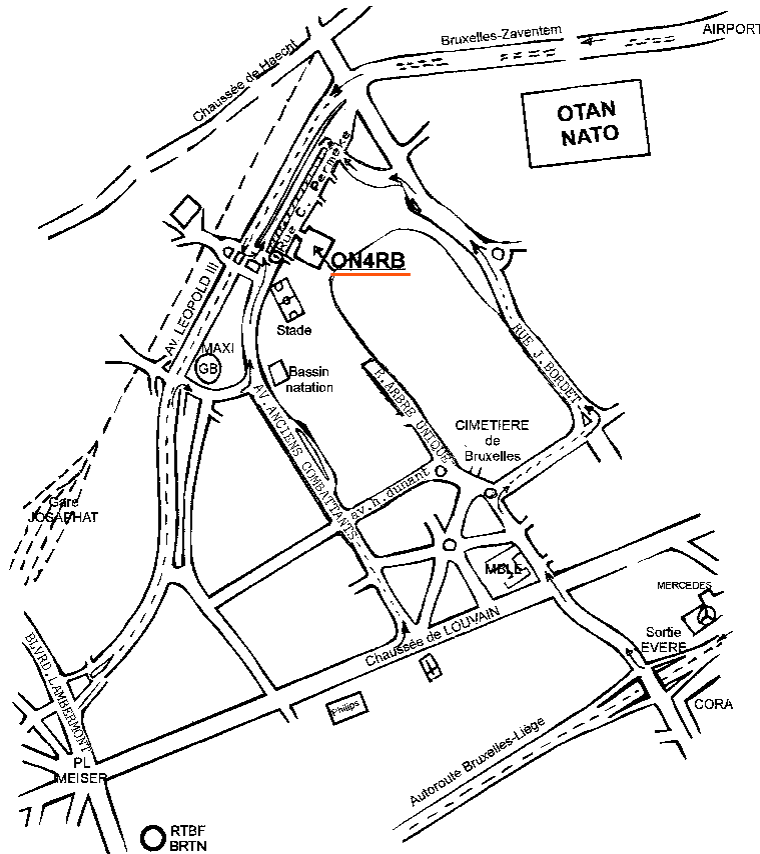 Bruxelles-Zaventem
AIRPORT
Chaussée de Haecht
OTAN
NATO
Rue C. Permeke
ON4RB
Av. LEOPOLD III
Stade
MAXI
GB
Bassin
natation
RUE J. BORDET
R. ARBRE UNIQUE
AV. ANCIENS COMBATTANTS
CIMETIERE
de
Bruxelles
av. h. dunant
Gare
JOSAPHAT
MBLE
MERCEDES
Chaussée de LOUVAIN
Sortie
EVERE
BLVRD. LAMBERMONT
Philips
CORA
PL
MEISER
Autoroute Bruxelles-Liège
RTBF
BRTN